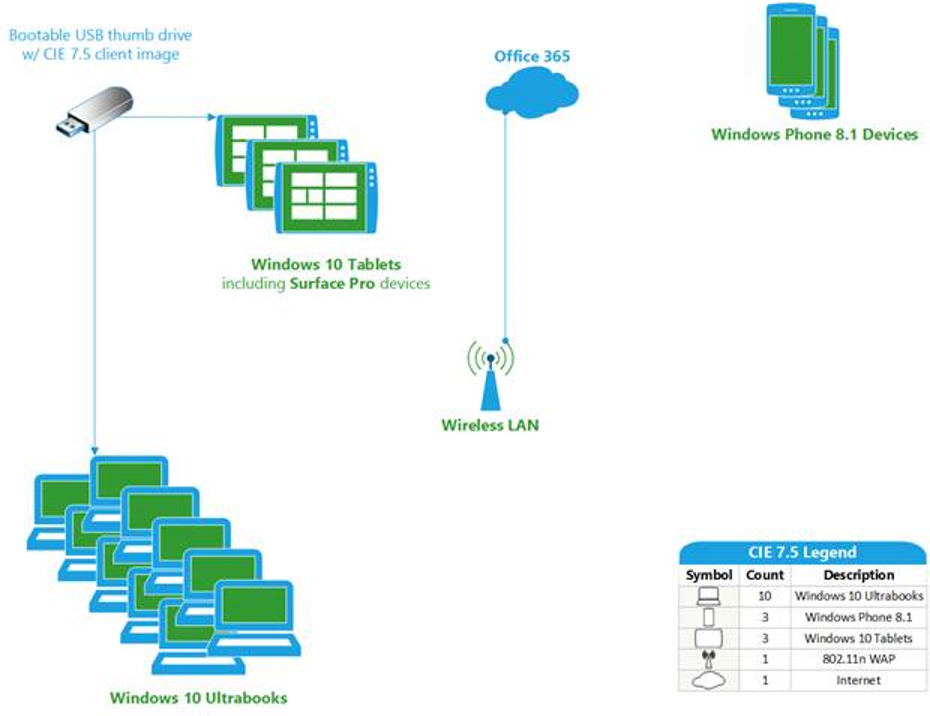 Bootable USB thumb drive
w/ CIE 7.5 client image
Office 365
Windows Phone 8.1 Devices
Windows 10 Tablets
including Surface Pro devices
Wireless LAN
Windows 10 Ultrabooks
CIE 7.5 Legend
Symbol Count Description
10 Windows 10 Ultrabooks
3 Windows Phone 8.1
3 Windows 10 Tablets
1 802.11n WAP
1 Internet